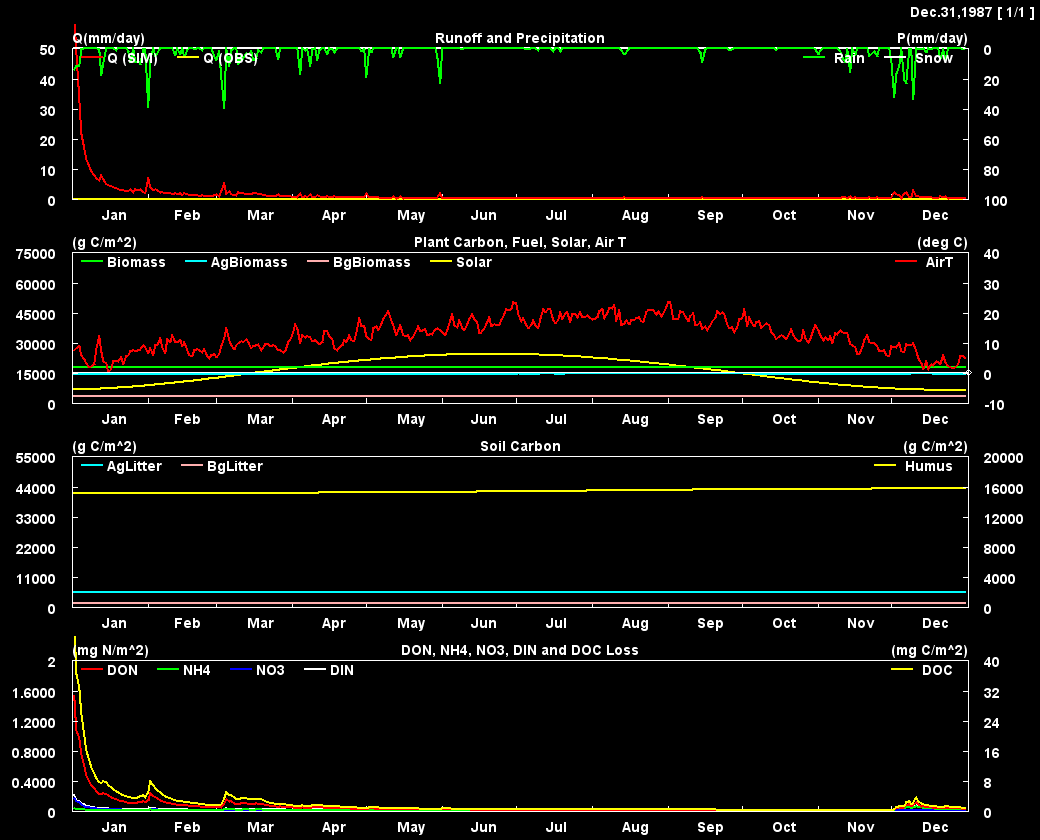 Dec.31,1987 [ 1/1 ]
Q(mm/day) Runoff and Precipitation P(mm/day)
50 0
Q (SIM) Q (OBS) Rain Snow
40 20
30 40
20 60
10 80
0 100
Jan Feb Mar Apr May Jun Jul Aug Sep Oct Nov Dec
(g C/m^2) Plant Carbon, Fuel, Solar, Air T (deg C)
75000 40
Biomass AgBiomass BgBiomass Solar AirT
60000 30
45000 20
30000 10
15000 0
0 -10
Jan Feb Mar Apr May Jun Jul Aug Sep Oct Nov Dec
(g C/m^2) Soil Carbon (g C/m^2)
55000 20000
AgLitter BgLitter Humus
44000 16000
33000 12000
22000 8000
11000 4000
0 0
Jan Feb Mar Apr May Jun Jul Aug Sep Oct Nov Dec
(mg N/m^2) DON, NH4, NO3, DIN and DOC Loss (mg C/m^2)
2 40
DON NH4 NO3 DIN DOC
1.6000 32
1.2000 24
0.8000 16
0.4000 8
0 0
Jan Feb Mar Apr May Jun Jul Aug Sep Oct Nov Dec